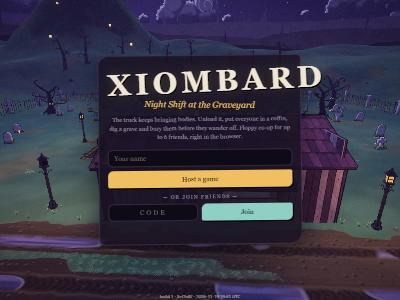 XIOMBARD
Night Shift at the Graveyard
The truck keeps bringing bodies. Unload it, put everyone in a coffin,
dig a grave and bury them before they wander off. Floppy co-op for up
to 6 friends, right in the browser.
Your name
Host a game
— OR JOIN FRIENDS —
CODE
Join